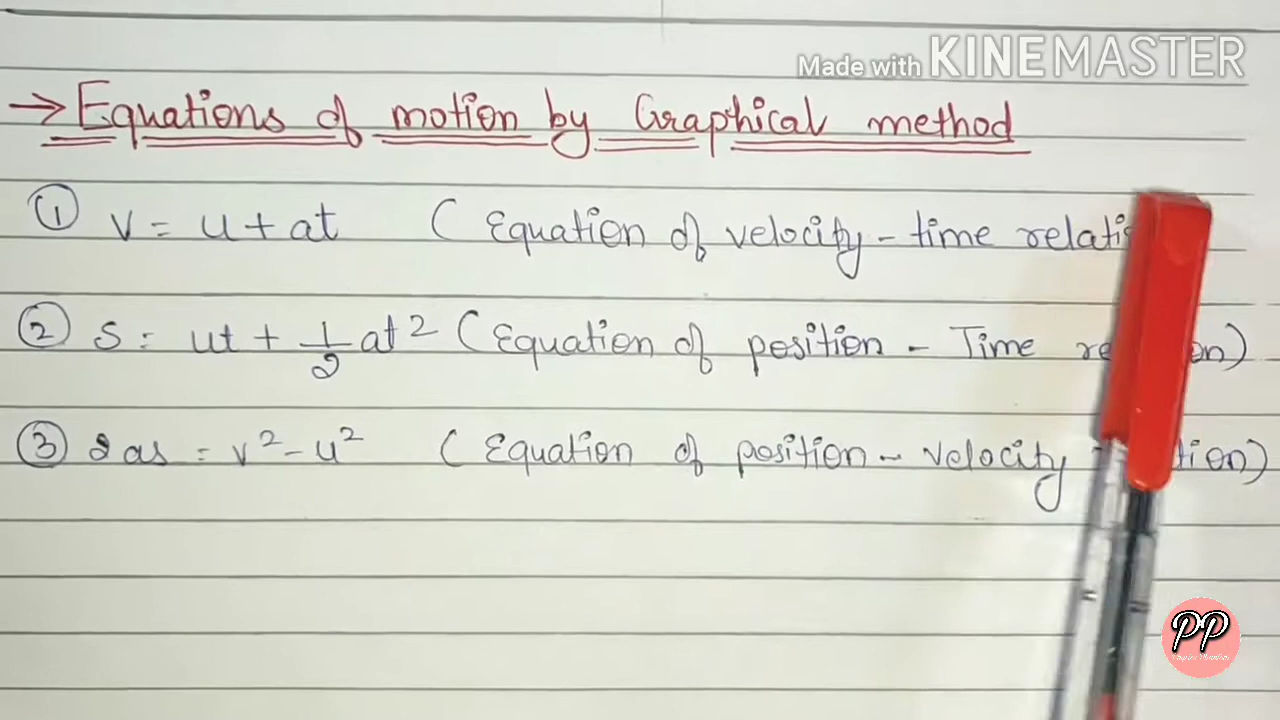 Made with KINEMASTER
→ Equations of motion by Graphical method
① v = u + at ( Equation of velocity - time
② s = ut + 1/2 at² ( Equation of position - Time
③ 2as = v² - u² ( Equation of position - velocity
PP